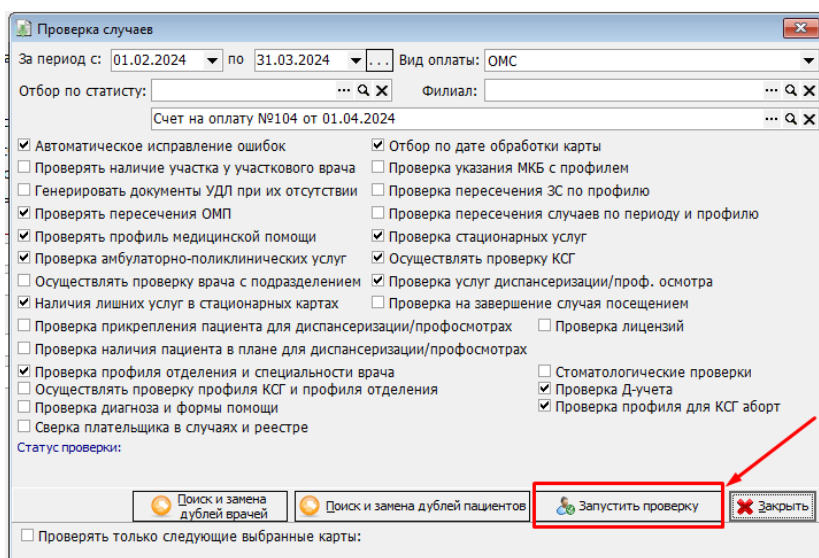 Проверка случаев
За период с: 01.02.2024 по 31.03.2024 ... Вид оплаты: ОМС
Отбор по статисту: ... Филиал: ...
Счет на оплату №104 от 01.04.2024 ...
Автоматическое исправление ошибок Отбор по дате обработки карты
Проверять наличие участка у участкового врача Проверка указания МКБ с профилем
Генерировать документы УДЛ при их отсутствии Проверка пересечения ЗС по профилю
Проверять пересечения ОМП Проверка пересечения случаев по периоду и профилю
Проверять профиль медицинской помощи Проверка стационарных услуг
Проверка амбулаторно-поликлинических услуг Осуществлять проверку КСГ
Осуществлять проверку врача с подразделением Проверка услуг диспансеризации/проф. осмотра
Наличия лишних услуг в стационарных картах Проверка на завершение случая посещением
Проверка прикрепления пациента для диспансеризации/профосмотрах Проверка лицензий
Проверка наличия пациента в плане для диспансеризации/профосмотрах
Проверка профиля отделения и специальности врача Стоматологические проверки
Осуществлять проверку профиля КСГ и профиля отделения Проверка Д-учета
Проверка диагноза и формы помощи Проверка профиля для КСГ аборт
Сверка плательщика в случаях и реестре
Статус проверки:
Поиск и замена дублей врачей Поиск и замена дублей пациентов Запустить проверку Закрыть
Проверять только следующие выбранные карты: